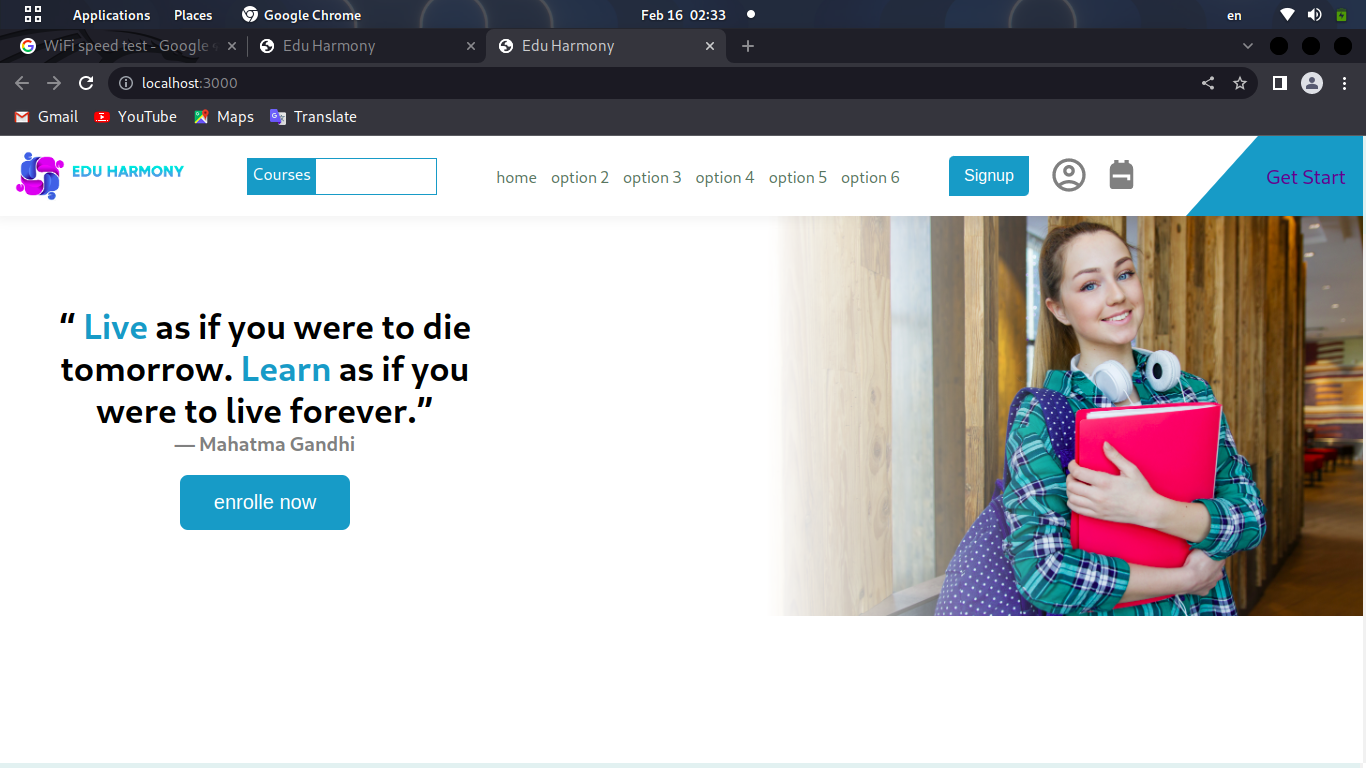 Applications Places Google Chrome Feb 16 02:33 en
WiFi speed test - Google Edu Harmony Edu Harmony
localhost:3000
Gmail YouTube Maps Translate
EDU HARMONY Courses home option 2 option 3 option 4 option 5 option 6 Signup Get Start
“ Live as if you were to die
tomorrow. Learn as if you
were to live forever.”
— Mahatma Gandhi
enrolle now